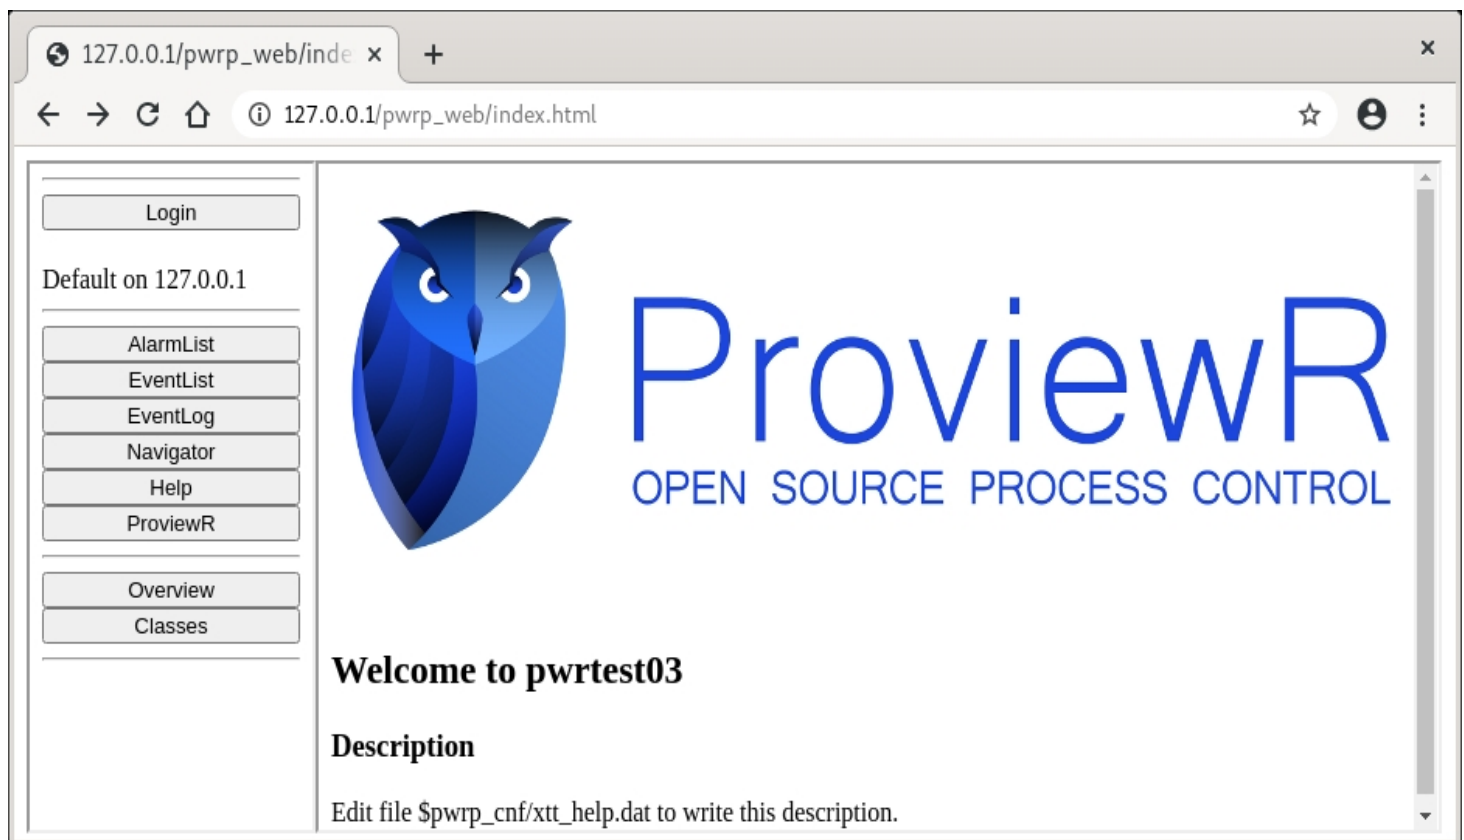 127.0.0.1/pwrp_web/inde
127.0.0.1/pwrp_web/index.html
Login
Default on 127.0.0.1
AlarmList
EventList
EventLog
Navigator
Help
ProviewR
Overview
Classes
ProviewR
OPEN SOURCE PROCESS CONTROL
Welcome to pwrtest03
Description
Edit file $pwrp_cnf/xtt_help.dat to write this description.